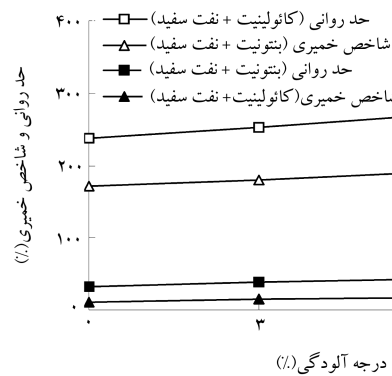 حد روانی (کائولینیت + نفت سفید)
شاخص خمیری (بنتونیت + نفت سفید)
حد روانی (بنتونیت + نفت سفید)
شاخص خمیری(کائولینیت+ نفت سفید)
حد روانی و شاخص خمیری(٪)
۴۰۰
۳۰۰
۲۰۰
۱۰۰
۰
۰ ۳
درجه آلودگی(٪)